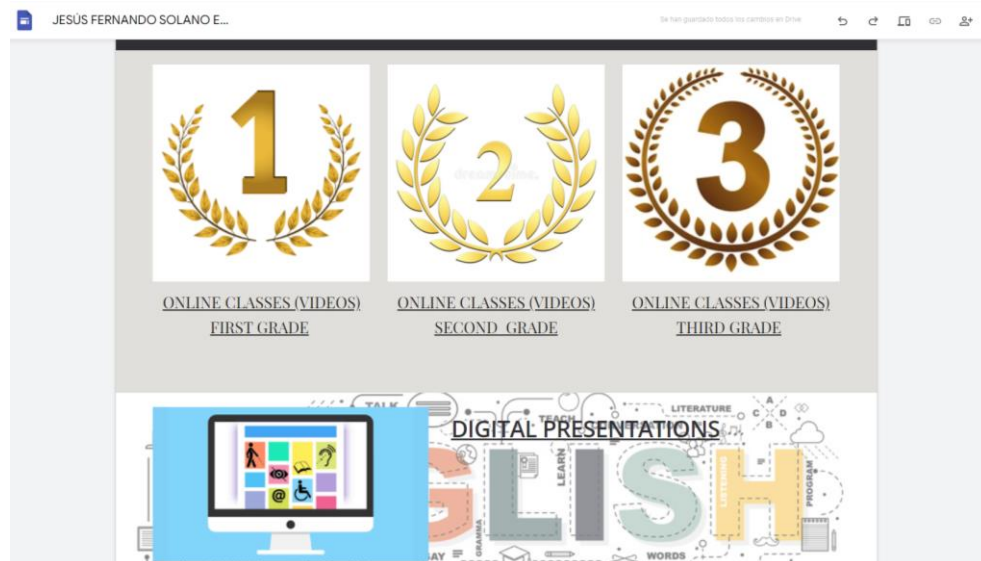 JESÚS FERNANDO SOLANO E...
Se han guardado todos los cambios en Drive
1
2
3
dreamstime.
ONLINE CLASSES (VIDEOS)
FIRST GRADE
ONLINE CLASSES (VIDEOS)
SECOND GRADE
ONLINE CLASSES (VIDEOS)
THIRD GRADE
TALK
TEACH
LITERATURE
A
C D
B
DIGITAL PRESENTATIONS
GLISH
LEARN
LISTENING
PROGRAM
@
GRAMMA
WORDS